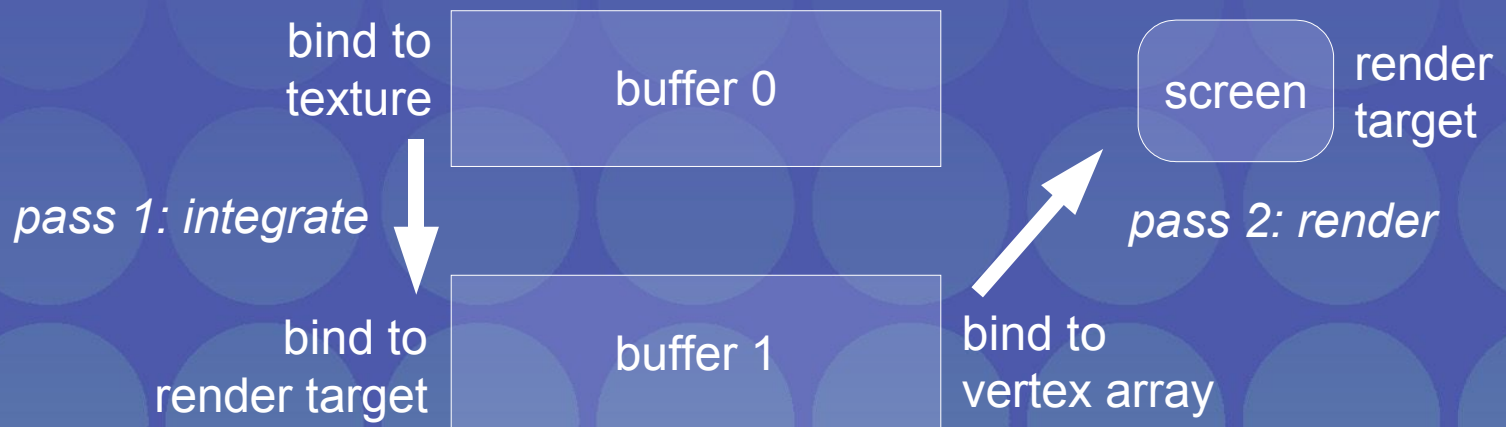 bind to
texture
buffer 0
screen
render
target
pass 1: integrate
pass 2: render
bind to
render target
buffer 1
bind to
vertex array